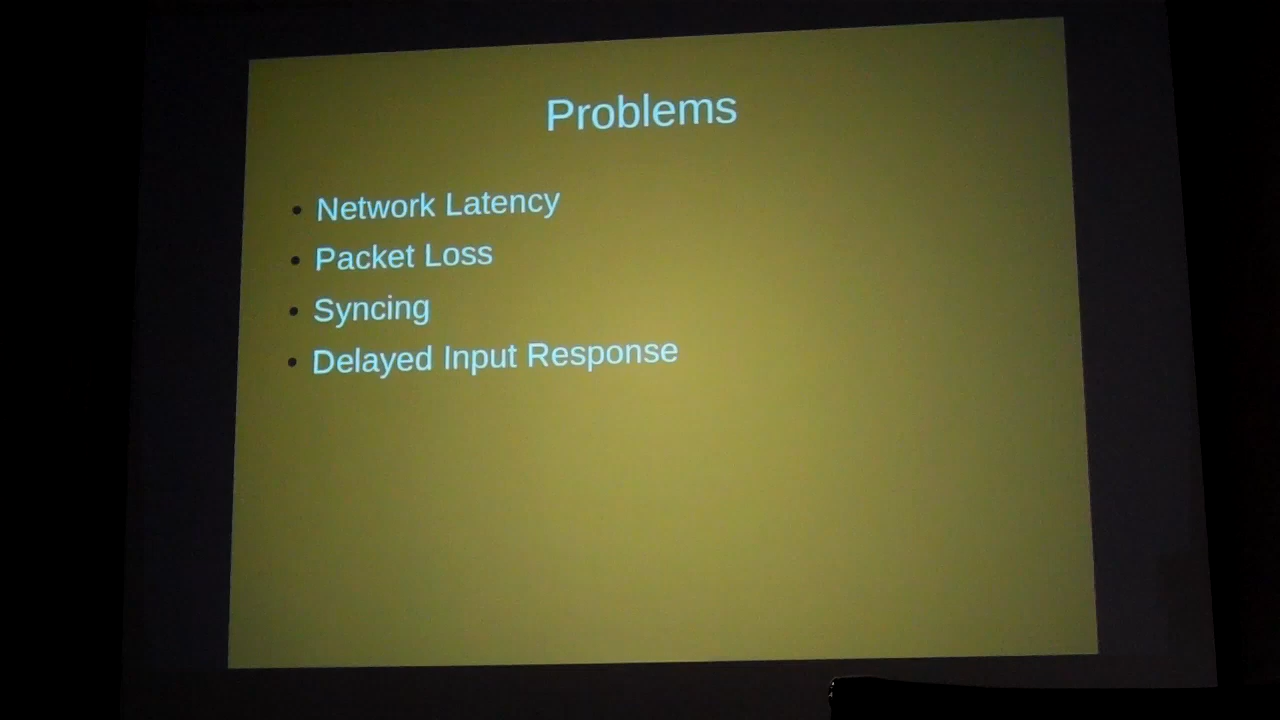 Problems
• Network Latency
• Packet Loss
• Syncing
• Delayed Input Response